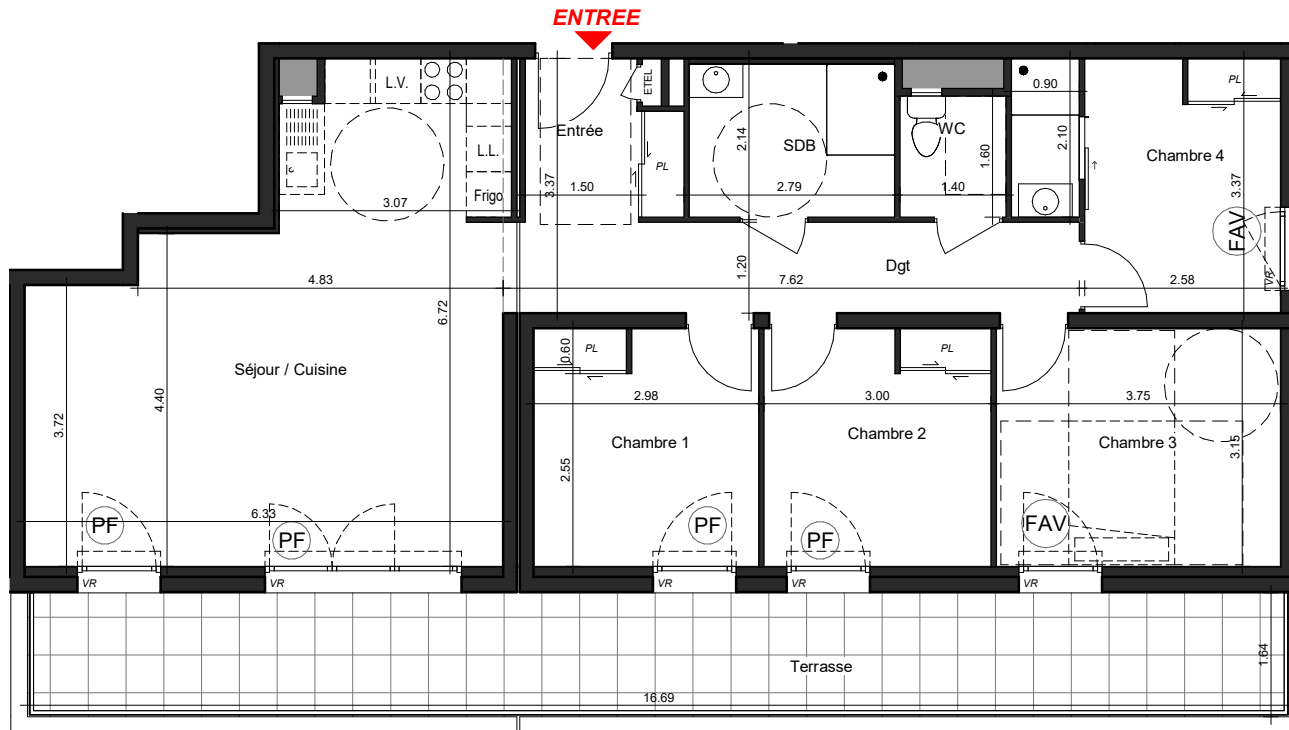 ENTREE
L.V.
ETEL
Entrée
PL
L.L.
Frigo
3.07
3.37
1.50
2.14
SDB
2.79
WC
1.60
1.40
0.90
2.10
PL
Chambre 4
3.37
FAV
VR
4.83
6.72
1.20
7.62
Dgt
2.58
Séjour / Cuisine
4.40
3.72
0.60
PL
2.98
Chambre 1
2.55
PL
3.00
Chambre 2
3.75
Chambre 3
3.15
6.33
PF
PF
PF
PF
FAV
VR
VR
VR
VR
VR
Terrasse
1.64
16.69